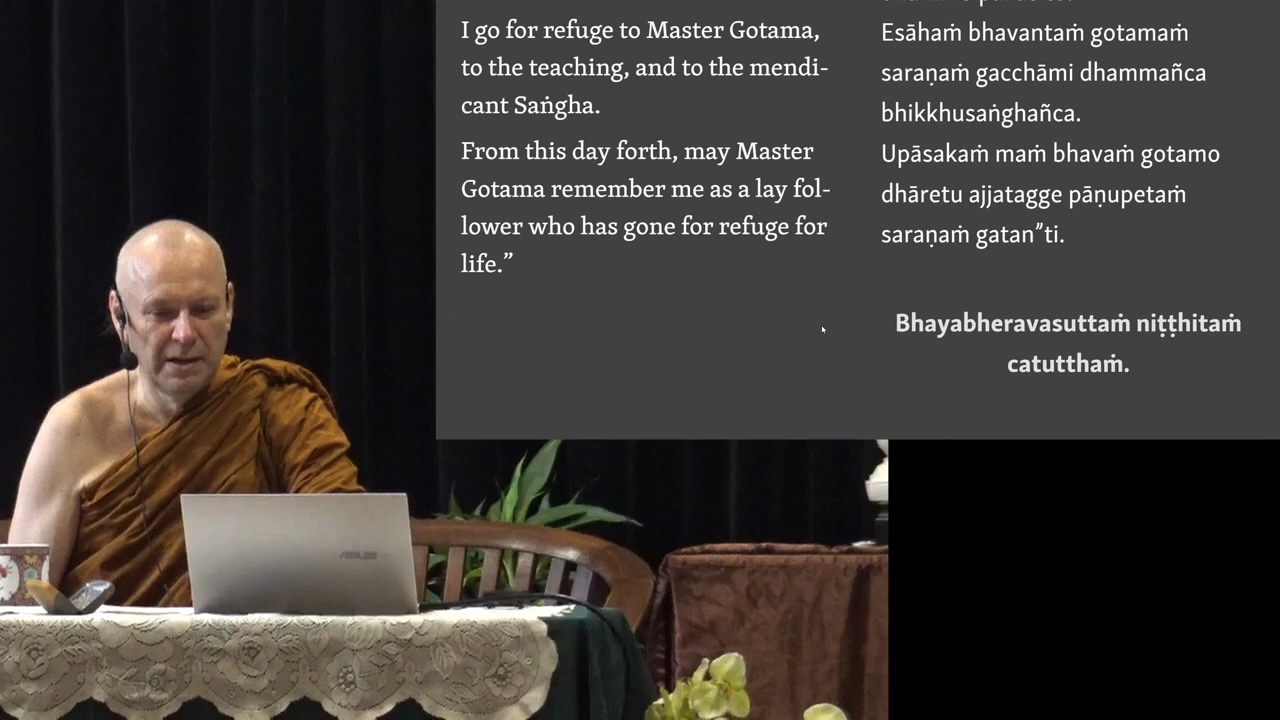 I go for refuge to Master Gotama,
to the teaching, and to the mendi-
cant Saṅgha.
From this day forth, may Master
Gotama remember me as a lay fol-
lower who has gone for refuge for
life.”
Esāhaṁ bhavantaṁ gotamaṁ
saraṇaṁ gacchāmi dhammañca
bhikkhusaṅghañca.
Upāsakaṁ maṁ bhavaṁ gotamo
dhāretu ajjatagge pāṇupetaṁ
saraṇaṁ gatan”ti.
Bhayabheravasuttaṁ niṭṭhitaṁ
catutthaṁ.
ASUS